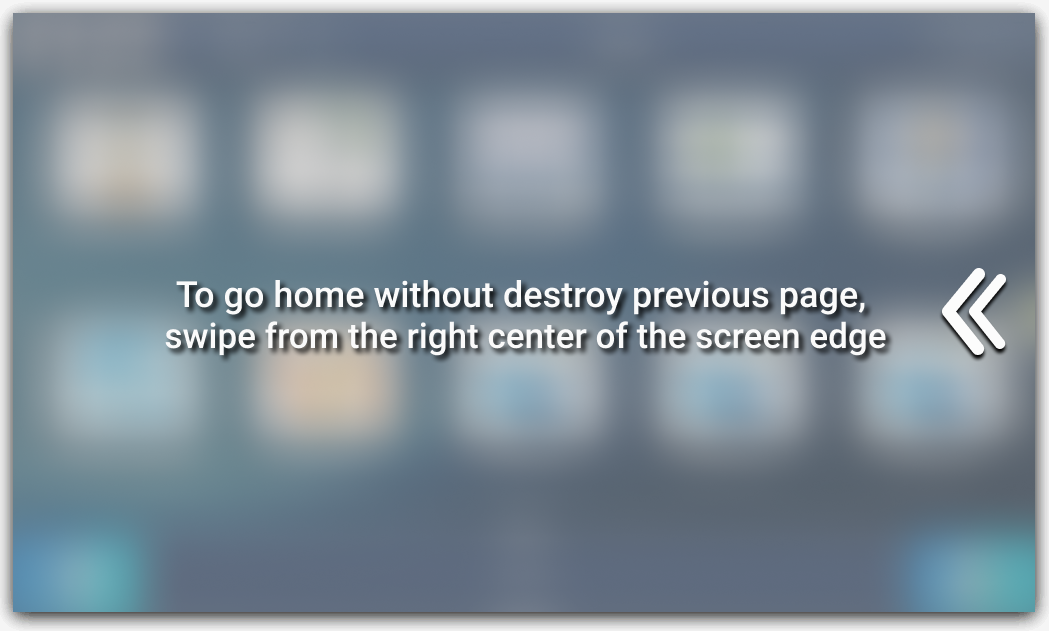 To go home without destroy previous page,
swipe from the right center of the screen edge